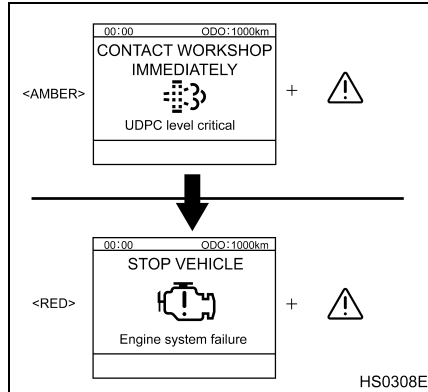 00:00 ODO:1000km
CONTACT WORKSHOP
IMMEDIATELY
<AMBER>
+
UDPC level critical
00:00 ODO:1000km
STOP VEHICLE
<RED>
+
Engine system failure
HS0308E